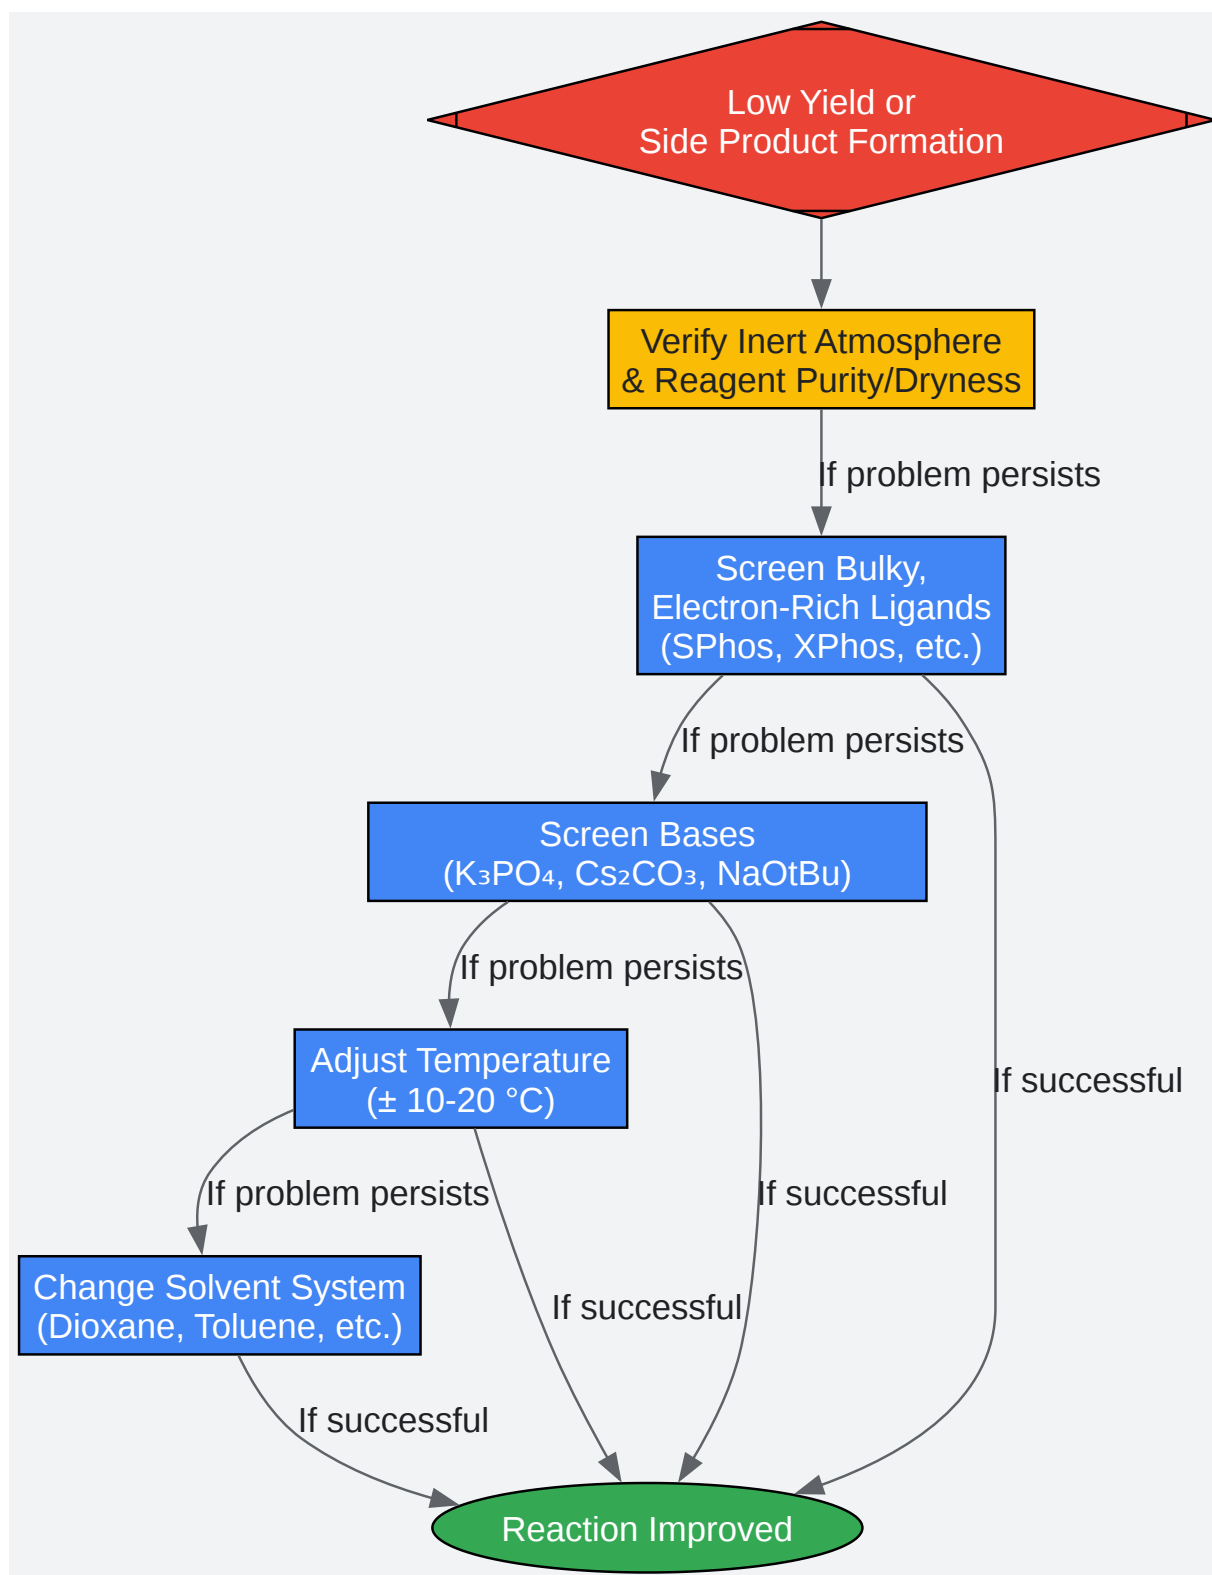 Low Yield or
Side Product Formation
Verify Inert Atmosphere
& Reagent Purity/Dryness
If problem persists
Screen Bulky,
Electron-Rich Ligands
(SPhos, XPhos, etc.)
If problem persists
Screen Bases
(K₃PO₄, Cs₂CO₃, NaOtBu)
If problem persists
Adjust Temperature
(± 10-20 °C)
If successful
If problem persists
If successful
Change Solvent System
(Dioxane, Toluene, etc.)
If successful
If successful
Reaction Improved